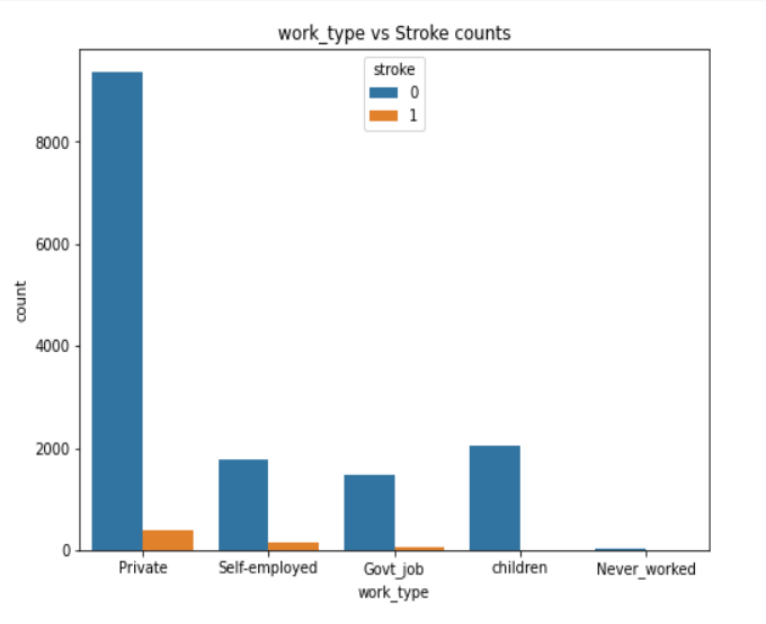 work_type vs Stroke counts
stroke
0
1
8000
6000
4000
2000
0
count
Private Self-employed Govt_job children Never_worked
work_type